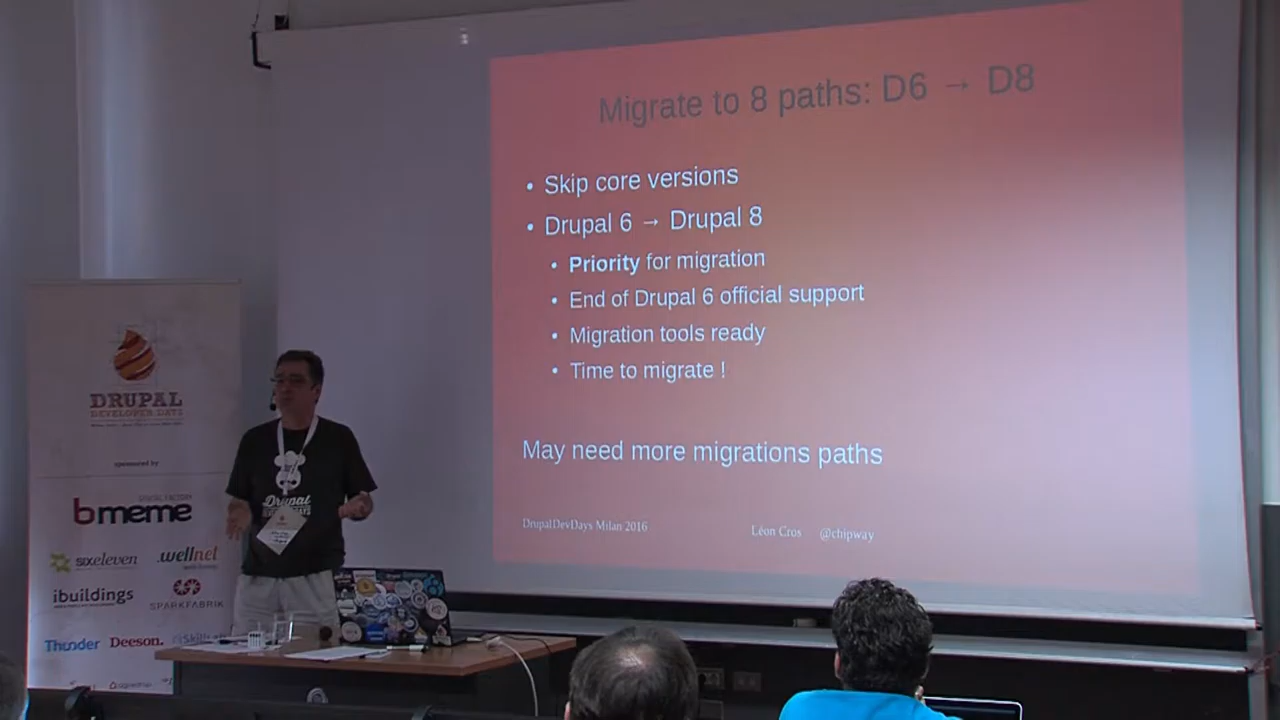 Migrate to 8 paths: D6 → D8
• Skip core versions
• Drupal 6 → Drupal 8
• Priority for migration
• End of Drupal 6 official support
• Migration tools ready
• Time to migrate !
May need more migrations paths
DrupalDevDays Milan 2016 Léon Cros @chipway
DRUPAL
DEVELOPER DAYS
sponsored by
bmeme
sixeleven wellnet
ibuildings SPARKFABRIK
Thunder Deeson.
Drupal